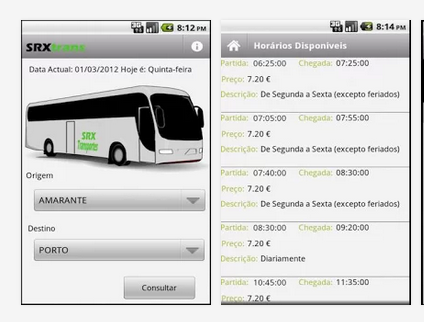 3G
8:12 PM
SRXtrans
Data Actual: 01/03/2012 Hoje é: Quinta-feira
SRX
Transportes
Origem
AMARANTE
Destino
PORTO
Consultar
3G
8:14 PM
Horários Disponiveis
Partida: 06:25:00 Chegada: 07:25:00
Preço: 7.20 €
Descrição: De Segunda a Sexta (excepto feriados)
Partida: 07:05:00 Chegada: 07:55:00
Preço: 7.20 €
Descrição: De Segunda a Sexta (excepto feriados)
Partida: 07:40:00 Chegada: 08:30:00
Preço: 7.20 €
Descrição: De Segunda a Sexta (excepto feriados)
Partida: 08:30:00 Chegada: 09:20:00
Preço: 7.20 €
Descrição: Diariamente
Partida: 10:45:00 Chegada: 11:35:00
Preço: 7.20 €